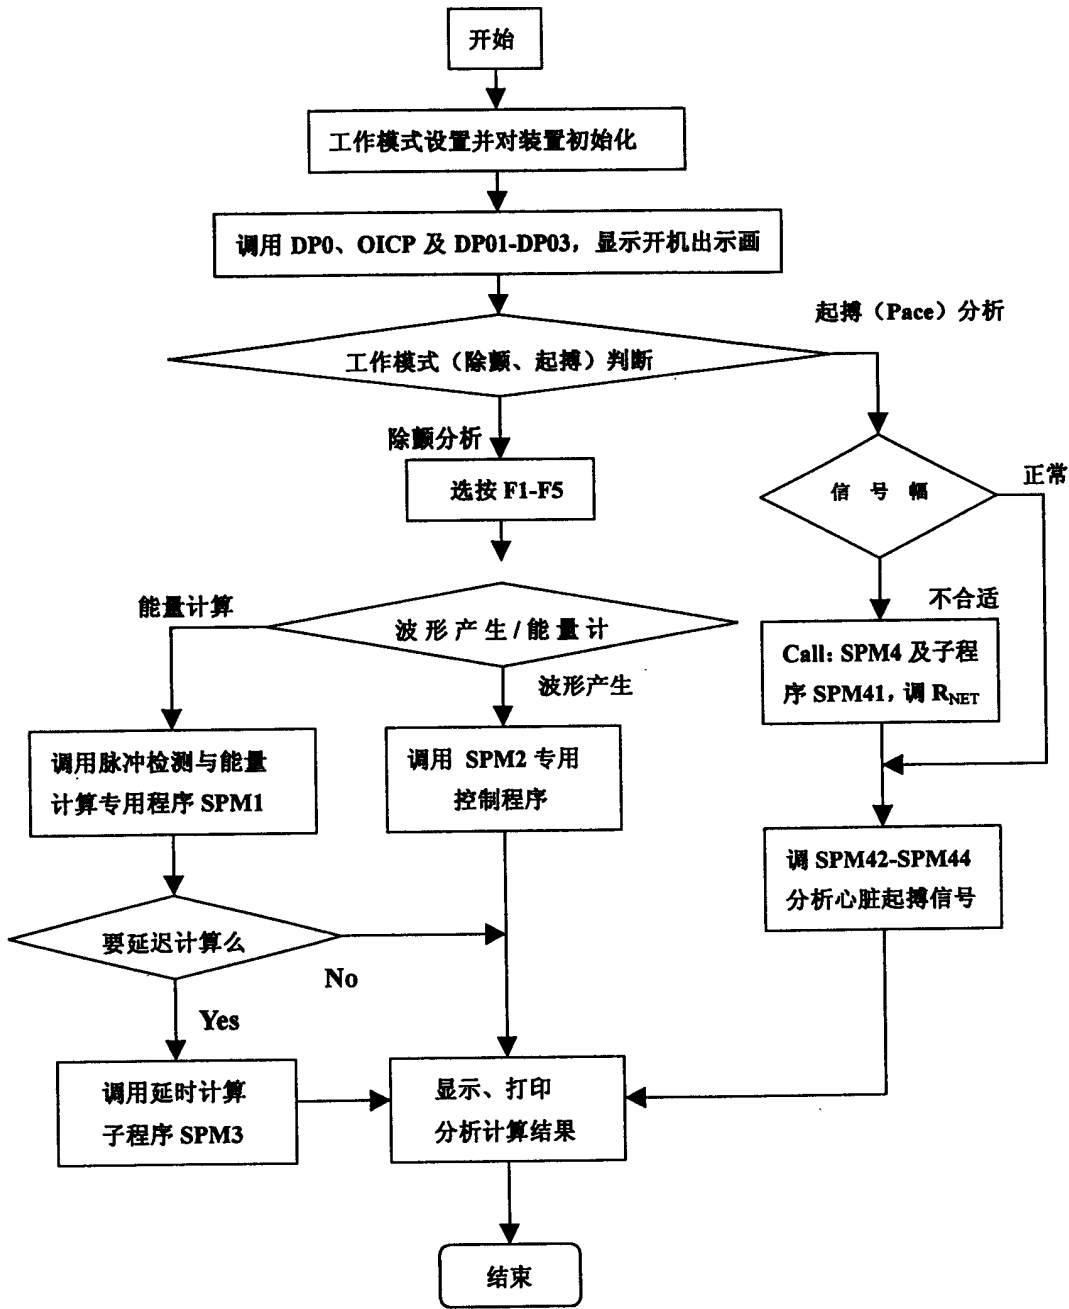 开始
工作模式设置并对装置初始化
调用 DP0、OICP 及 DP01-DP03，显示开机出示画
起搏（Pace）分析
工作模式（除颤、起搏）判断
除颤分析
选按 F1-F5
信 号 幅
正常
能量计算
波 形 产 生 / 能 量 计
不合适
波形产生
Call: SPM4 及子程
序 SPM41，调 RNET
调用脉冲检测与能量
计算专用程序 SPM1
调用 SPM2 专用
控制程序
调 SPM42-SPM44
分析心脏起搏信号
要延迟计算么
No
Yes
调用延时计算
子程序 SPM3
显示、打印
分析计算结果
结束